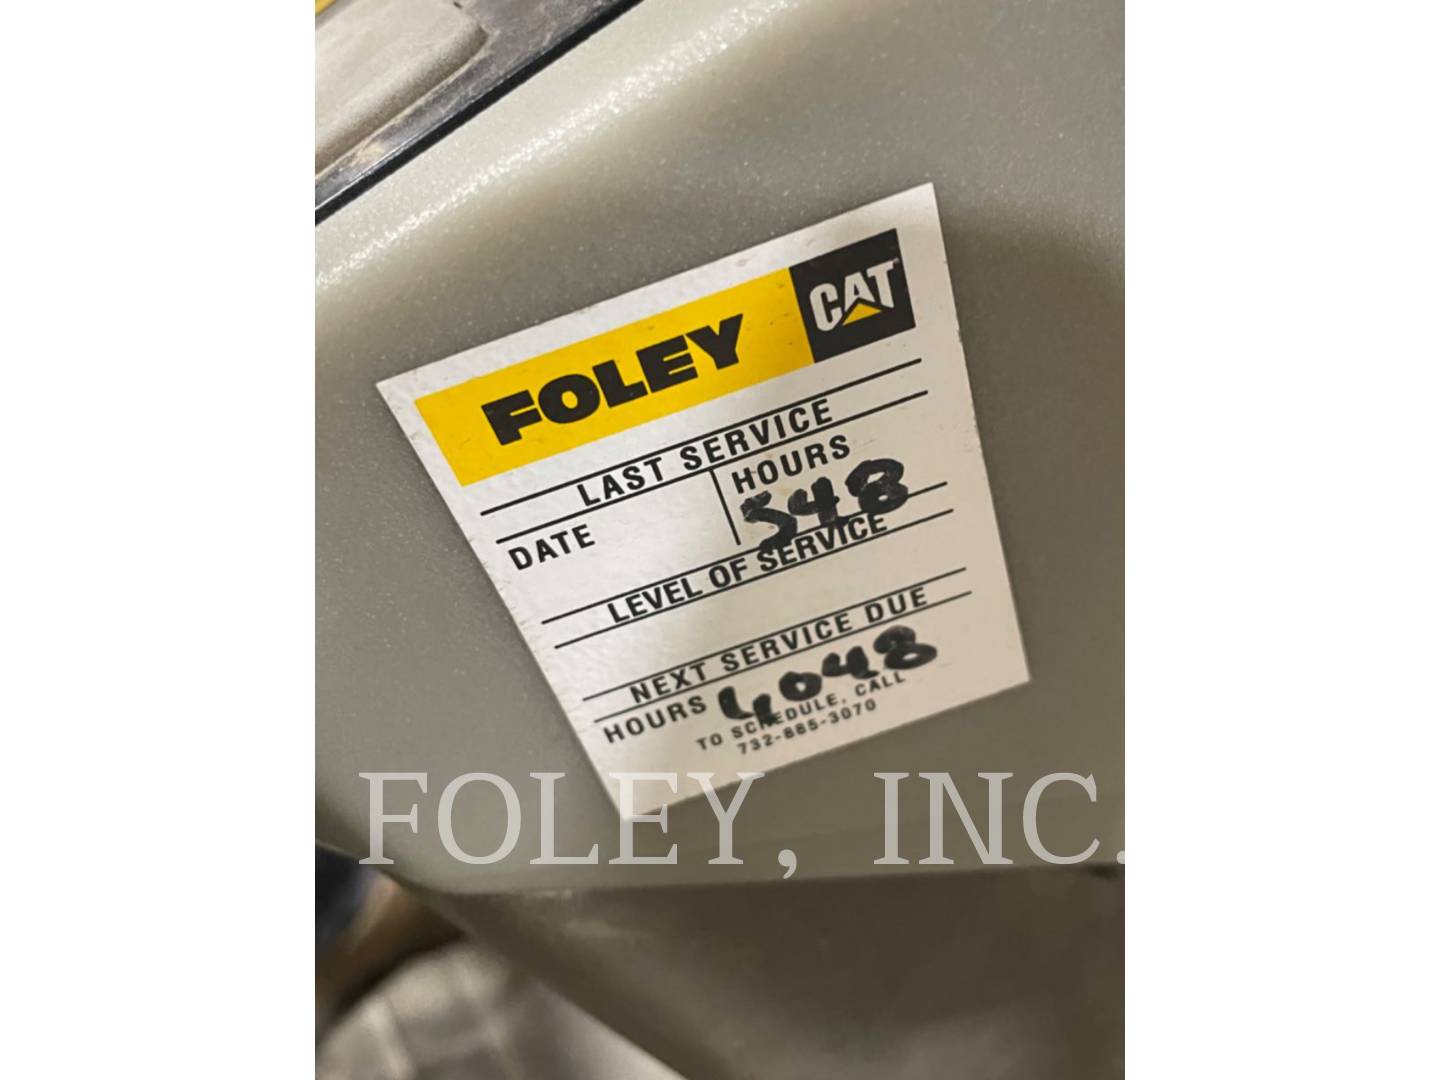 FOLEY CAT
LAST SERVICE
DATE HOURS
548
LEVEL OF SERVICE
NEXT SERVICE DUE
HOURS 4048
TO SCHEDULE, CALL
732-885-3070
FOLEY, INC.